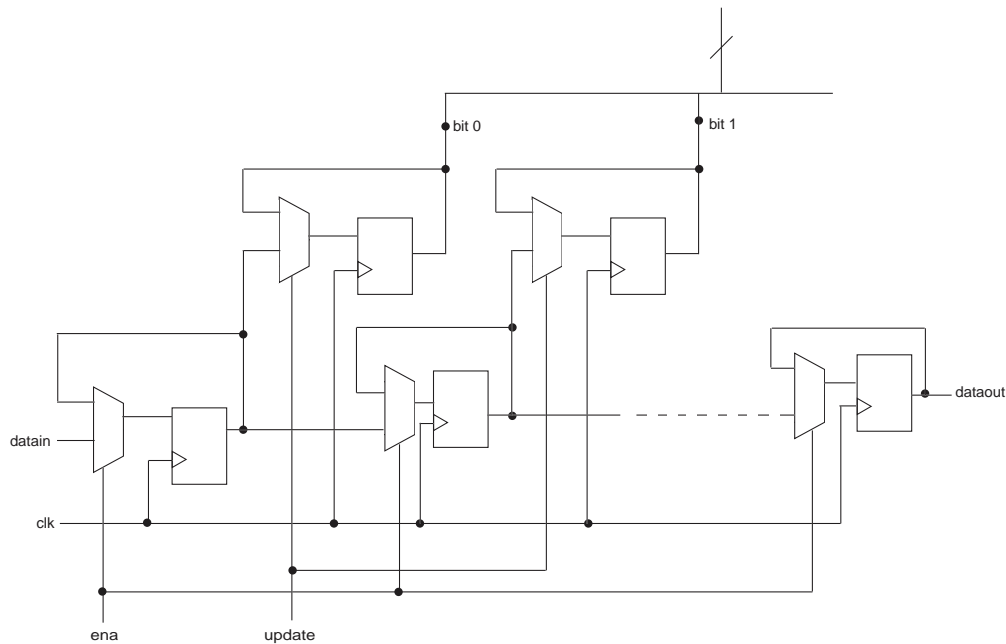 bit 0
bit 1
dataout
datain
clk
ena
update